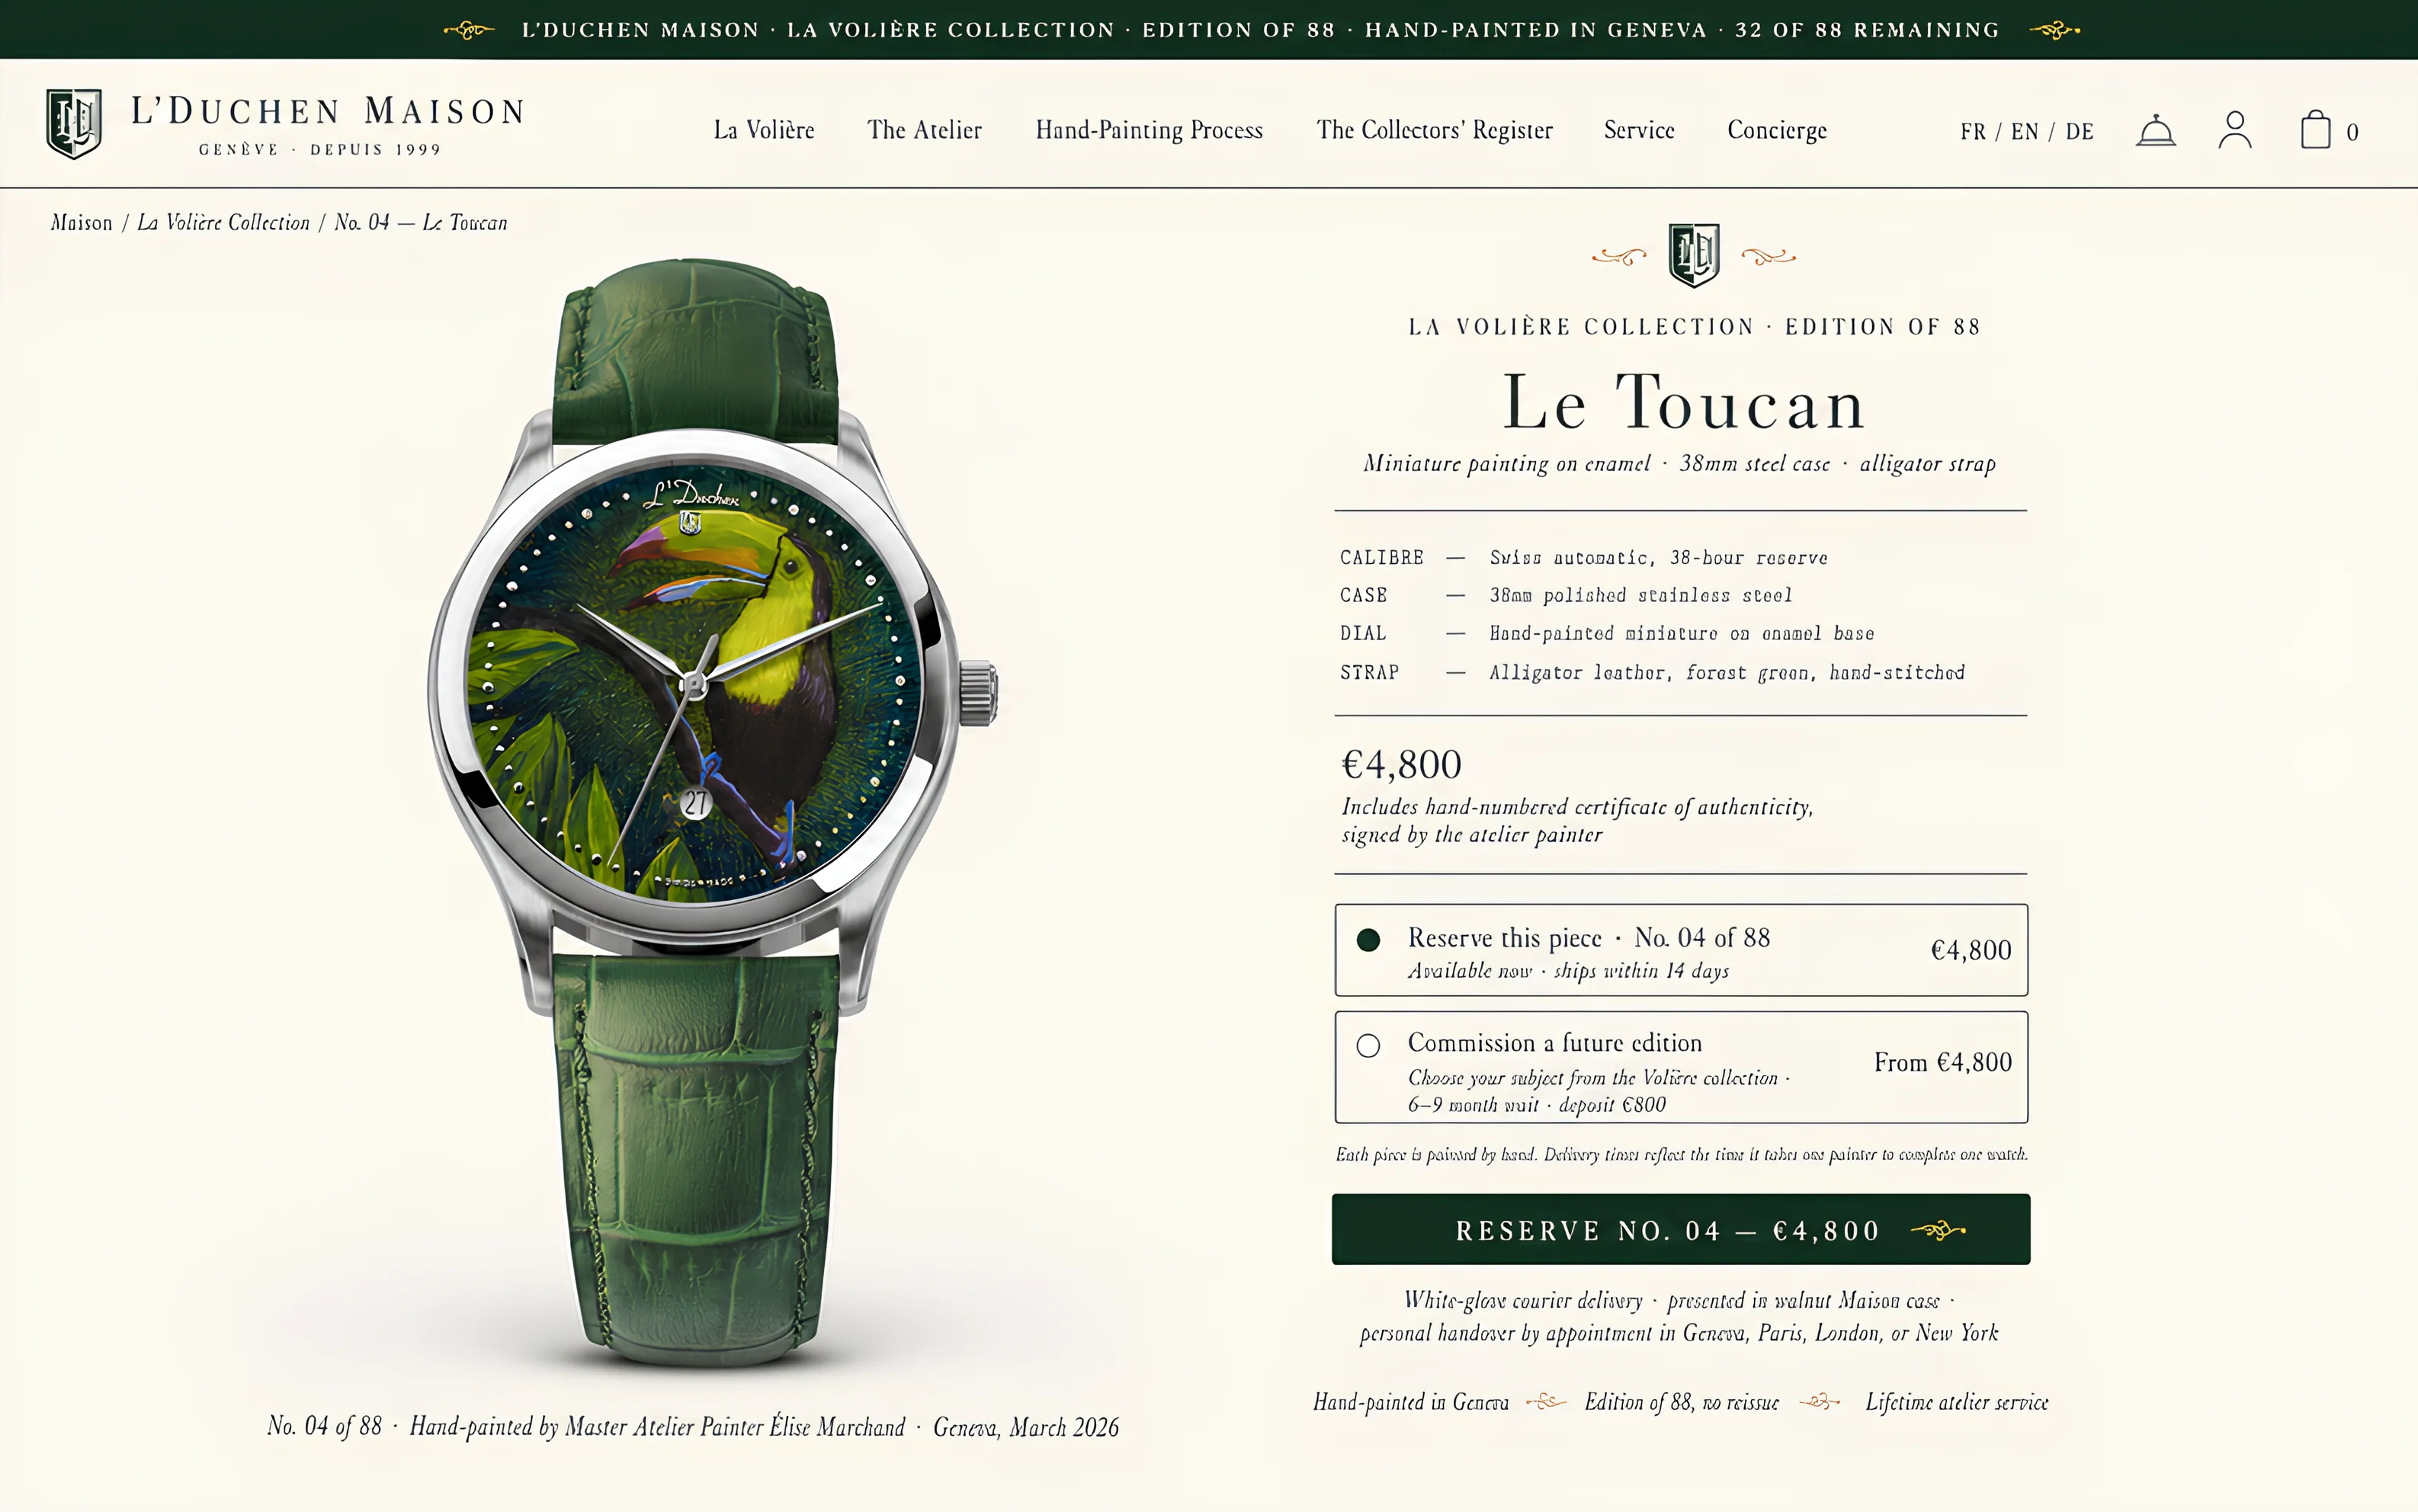 L'DUCHEN MAISON · LA VOLIÈRE COLLECTION · EDITION OF 88 · HAND-PAINTED IN GENEVA · 32 OF 88 REMAINING
L'DUCHEN MAISON
GENÈVE · DEPUIS 1999
La Volière The Atelier Hand-Painting Process The Collectors' Register Service Concierge FR / EN / DE 0
Maison / La Volière Collection / No. 04 — Le Toucan
L'Duchen
27
No. 04 of 88 · Hand-painted by Master Atelier Painter Élise Marchand · Geneva, March 2026
LA VOLIÈRE COLLECTION · EDITION OF 88
Le Toucan
Miniature painting on enamel · 38mm steel case · alligator strap
CALIBRE — Swiss automatic, 38-hour reserve
CASE — 38mm polished stainless steel
DIAL — Hand-painted miniature on enamel base
STRAP — Alligator leather, forest green, hand-stitched
€4,800
Includes hand-numbered certificate of authenticity,
signed by the atelier painter
Reserve this piece · No. 04 of 88 €4,800
Available now · ships within 14 days
Commission a future edition From €4,800
Choose your subject from the Volière collection ·
6–9 month wait · deposit €800
Each piece is painted by hand. Delivery times reflect the time it takes one painter to complete one watch.
RESERVE NO. 04 — €4,800
White-glove courier delivery · presented in walnut Maison case ·
personal handover by appointment in Geneva, Paris, London, or New York
Hand-painted in Geneva Edition of 88, no reissue Lifetime atelier service